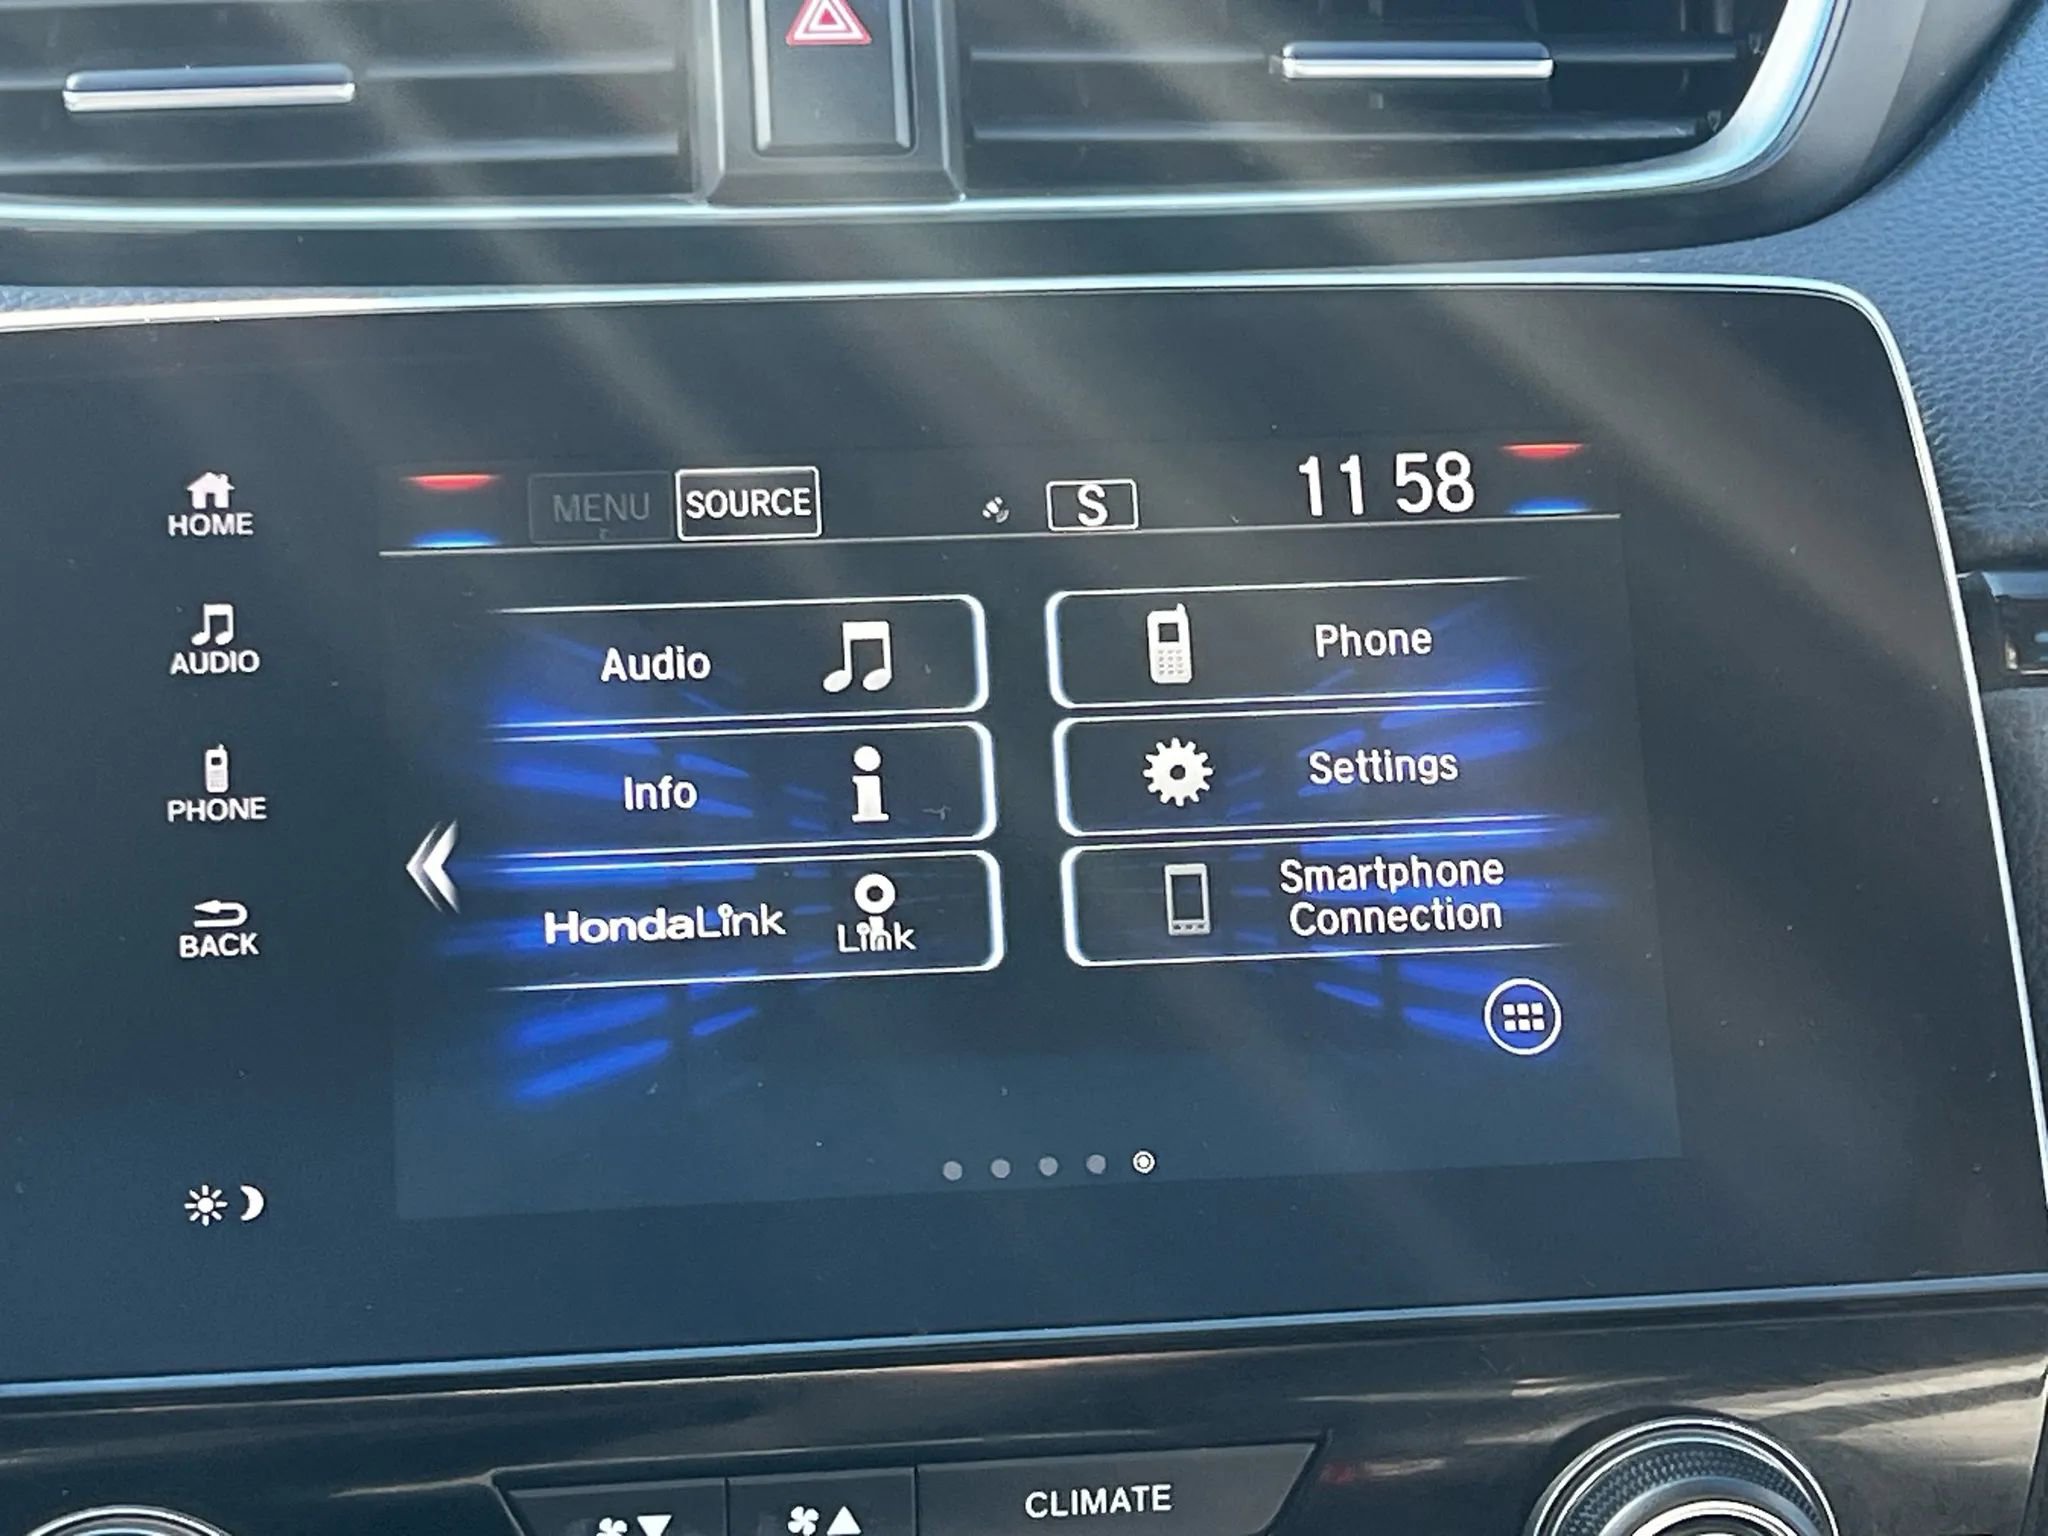 HOME
MENU
SOURCE
S
11 58
AUDIO
Audio
Phone
PHONE
Info
Settings
BACK
HondaLink
Link
Smartphone
Connection
CLIMATE